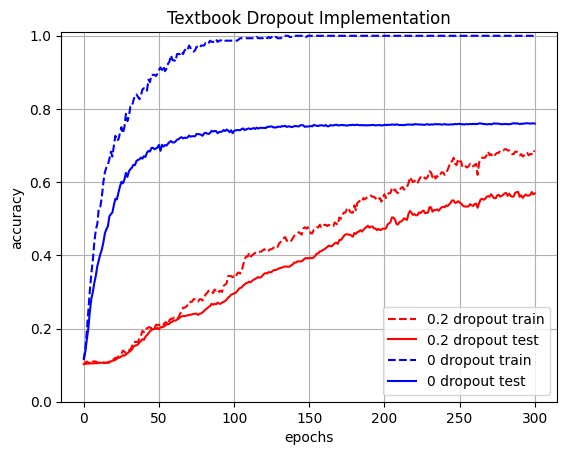 Textbook Dropout Implementation
accuracy
1.0
0.8
0.6
0.4
0.2
0.0
0.2 dropout train
0.2 dropout test
0 dropout train
0 dropout test
0 50 100 150 200 250 300
epochs